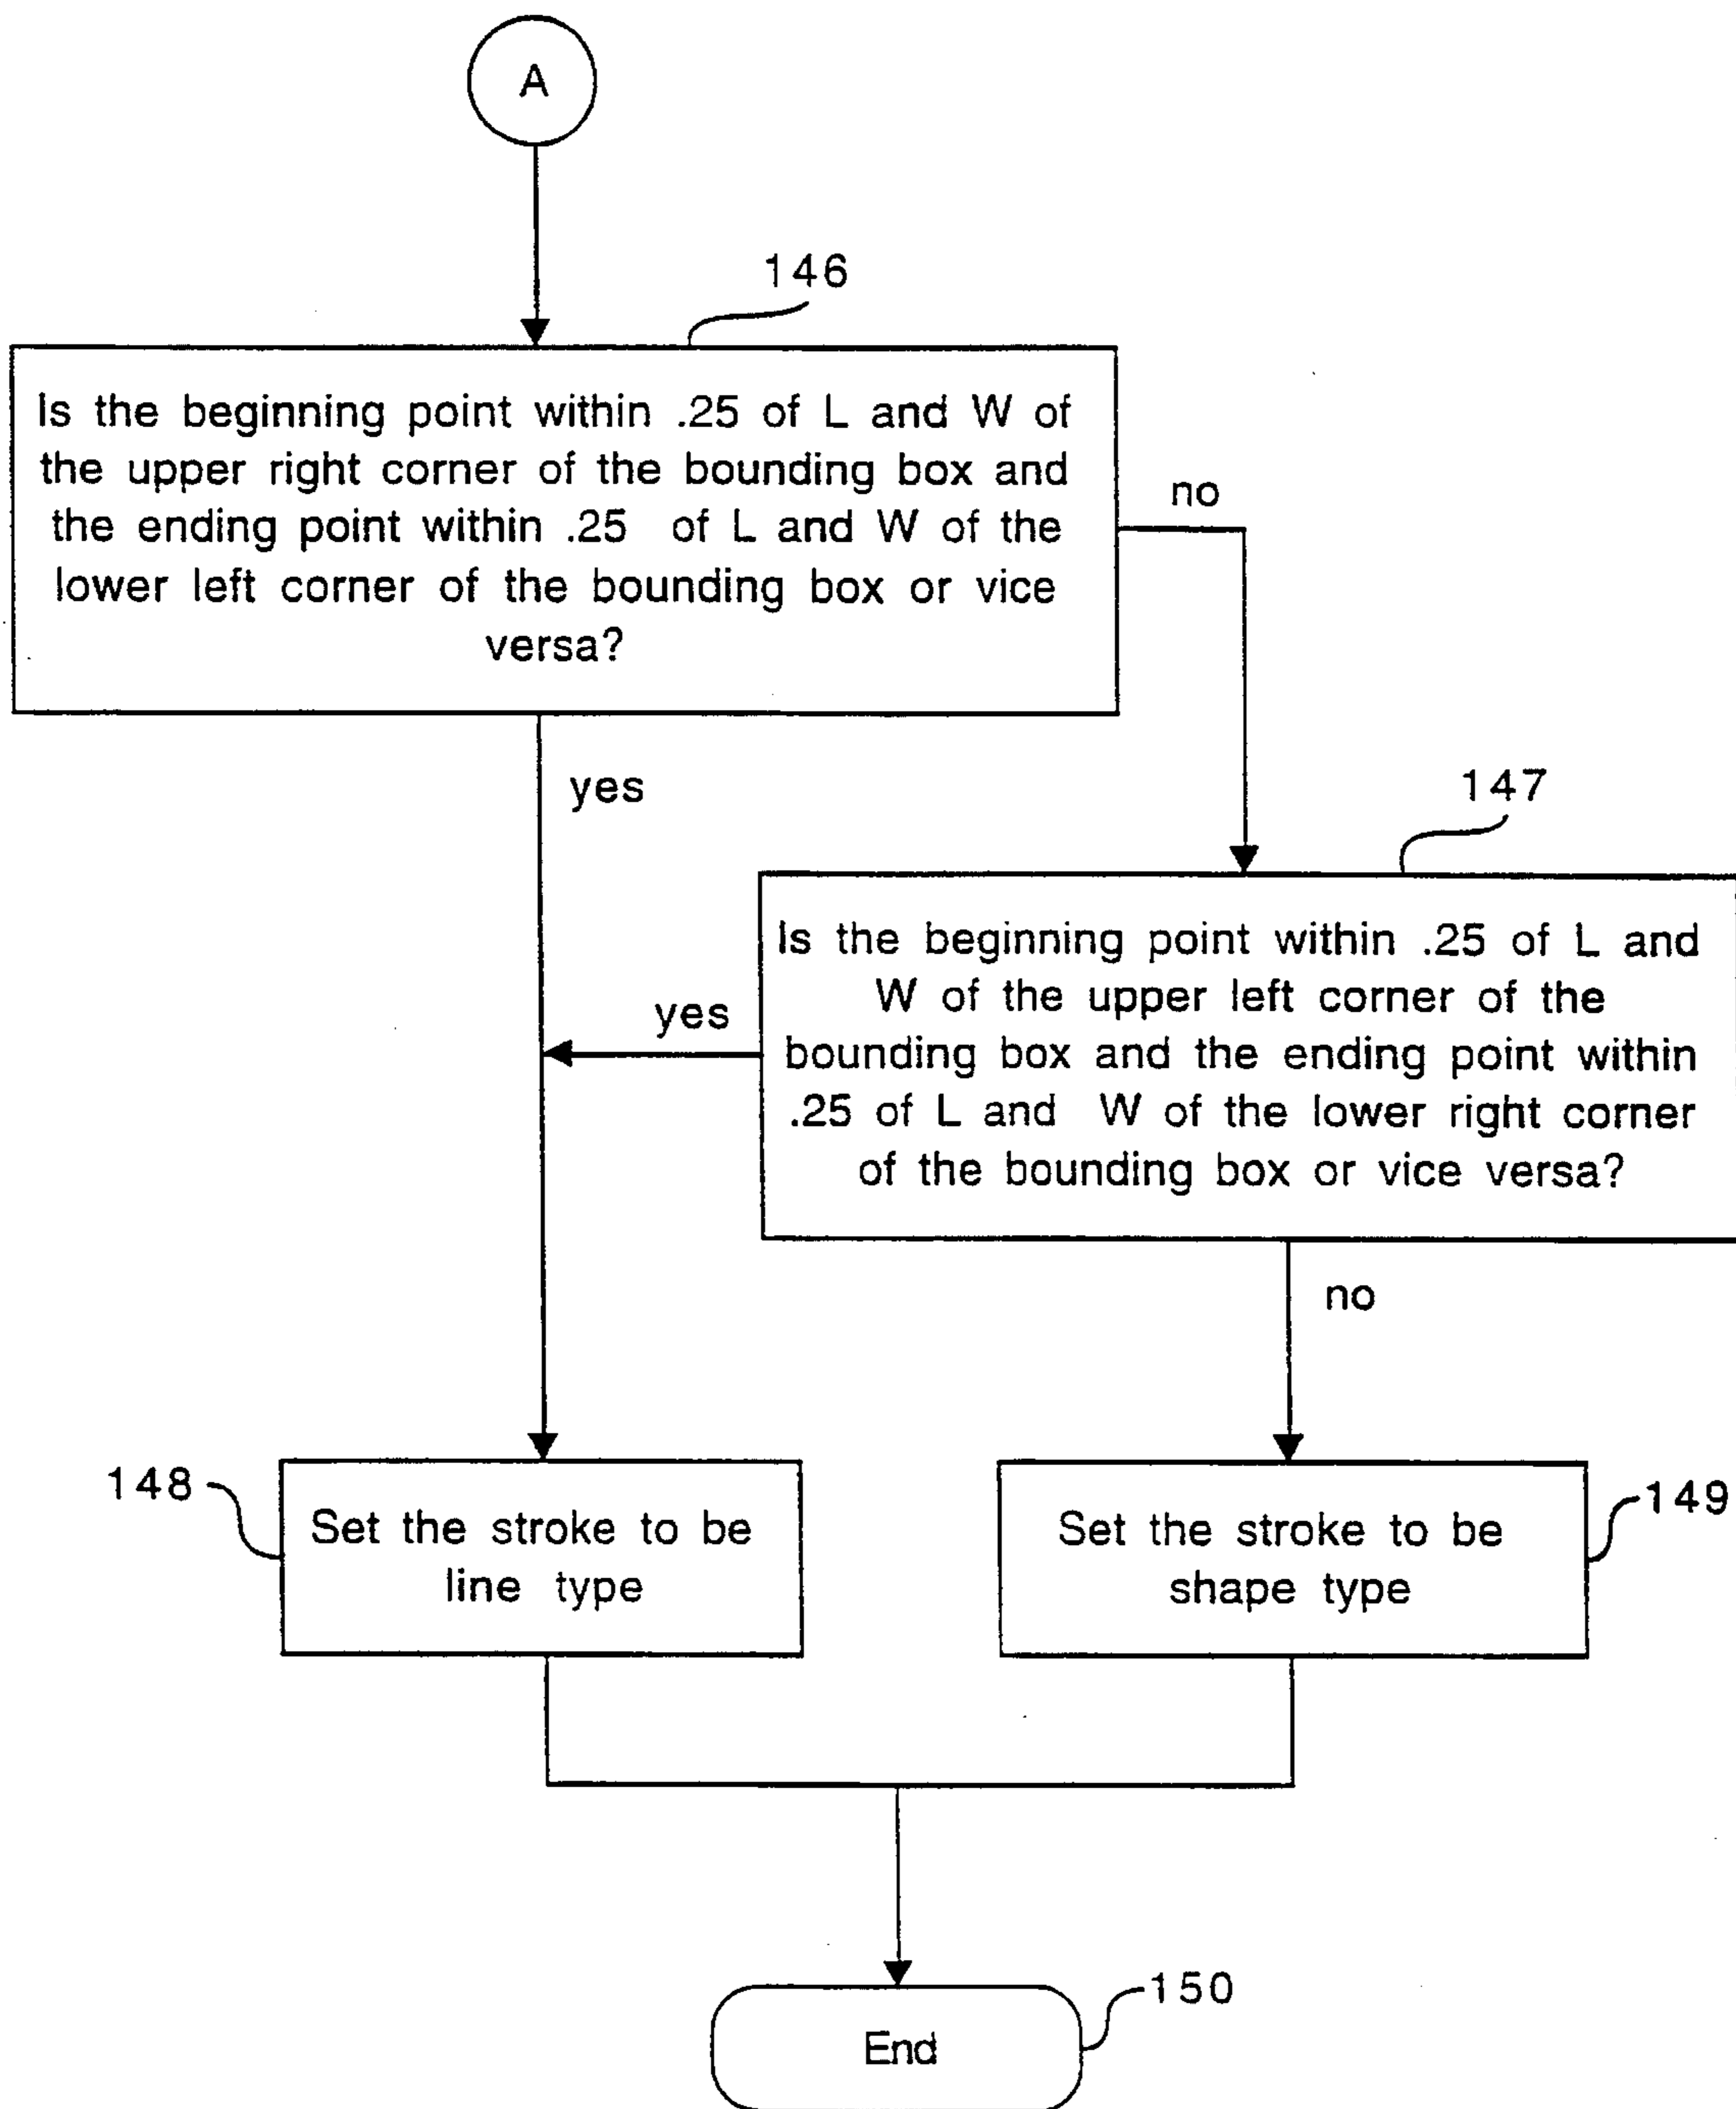 A
146
Is the beginning point within .25 of L and W of
the upper right corner of the bounding box and
the ending point within .25 of L and W of the
lower left corner of the bounding box or vice
versa?
no
yes
147
Is the beginning point within .25 of L and
W of the upper left corner of the
bounding box and the ending point within
.25 of L and W of the lower right corner
of the bounding box or vice versa?
yes
no
148
Set the stroke to be
line type
Set the stroke to be
shape type
149
150
End